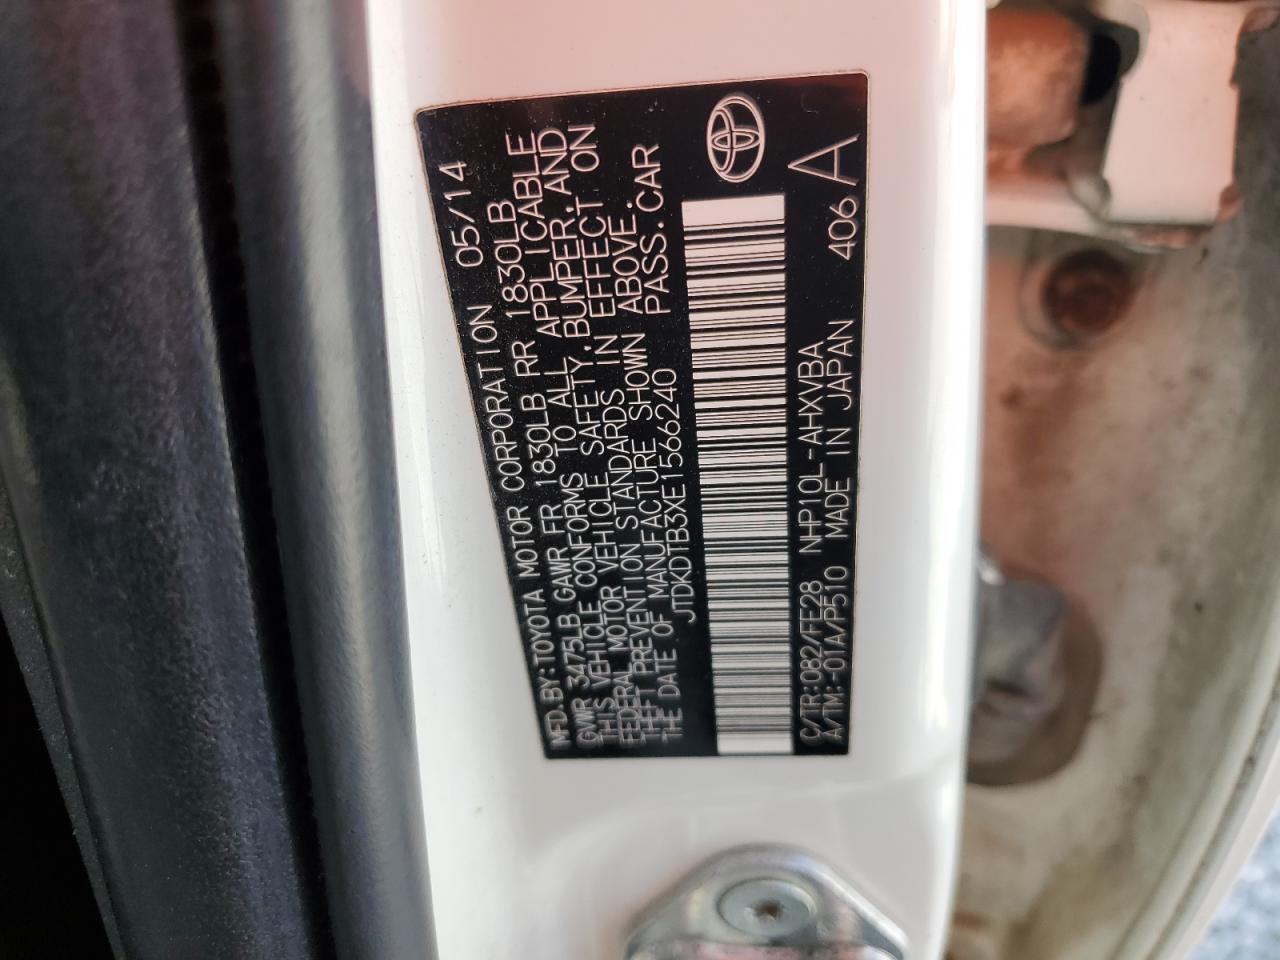 MFD.BY:TOYOTA MOTOR CORPORATION 05/14
GVWR 3475LB GAWR FR 1830LB RR 1830LB
THIS VEHICLE CONFORMS TO ALL APPLICABLE
FEDERAL MOTOR VEHICLE SAFETY,BUMPER,AND
THEFT PREVENTION STANDARDS IN EFFECT ON
THE DATE OF MANUFACTURE SHOWN ABOVE.
JTDKDTB3XE1566240 PASS.CAR
C/TR:082/FE28 NHP10L-AHXVBA
A/TM:-01A/P510 MADE IN JAPAN 406 A